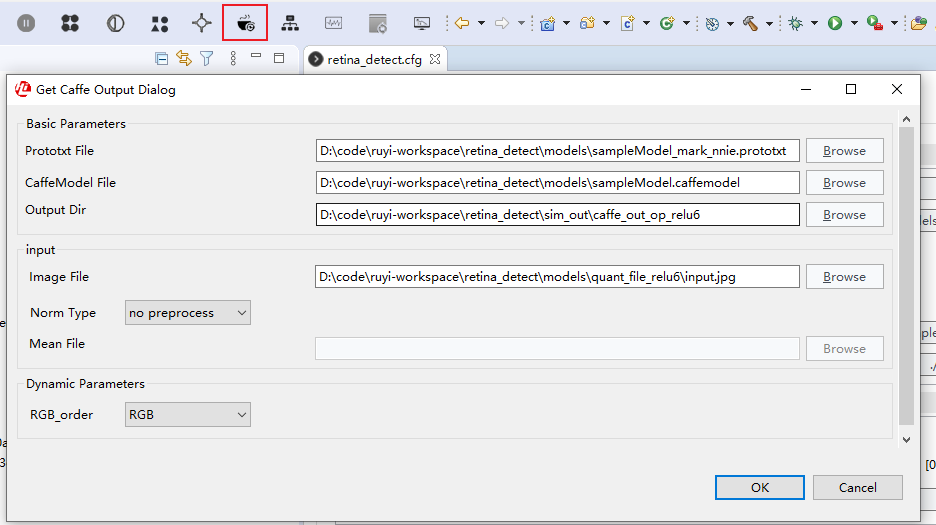 retina_detect.cfg
Get Caffe Output Dialog
Basic Parameters
Prototxt File D:\code\ruyi-workspace\retina_detect\models\sampleModel_mark_nnie.prototxt Browse
CaffeModel File D:\code\ruyi-workspace\retina_detect\models\sampleModel.caffemodel Browse
Output Dir D:\code\ruyi-workspace\retina_detect\sim_out\caffe_out_op_relu6 Browse
input
Image File D:\code\ruyi-workspace\retina_detect\models\quant_file_relu6\input.jpg Browse
Norm Type no preprocess
Mean File Browse
Dynamic Parameters
RGB_order RGB
OK Cancel